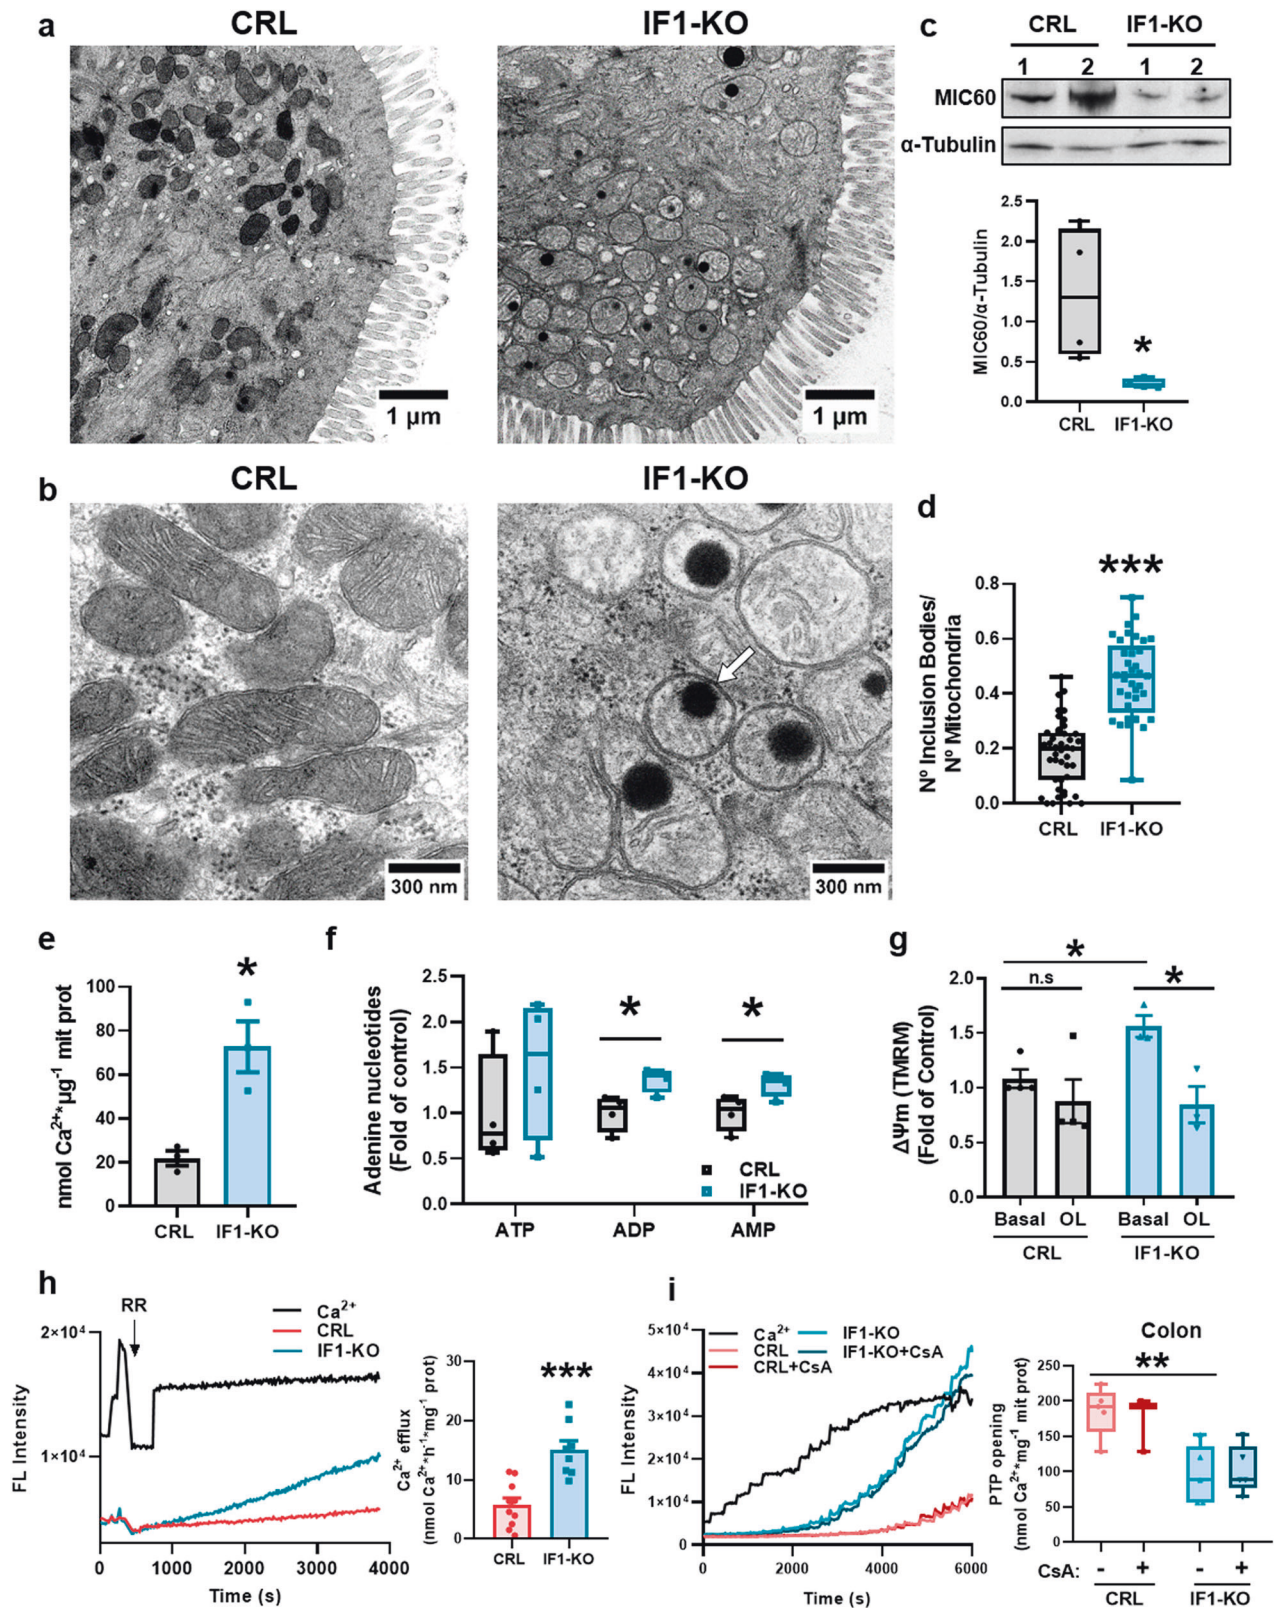 a
CRL
IF1-KO
1 µm
1 µm
b
CRL
IF1-KO
300 nm
300 nm
c
CRL IF1-KO
1 2 1 2
MIC60
α-Tubulin
MIC60/α-Tubulin
2.5
2.0
1.5
1.0
0.5
0.0
*
CRL IF1-KO
d
Nº Inclusion Bodies/
Nº Mitochondria
0.8
0.6
0.4
0.2
0.0
***
CRL IF1-KO
e
nmol Ca²⁺*µg⁻¹ mit prot
100
80
60
40
20
0
*
CRL IF1-KO
f
Adenine nucleotides
(Fold of control)
2.5
2.0
1.5
1.0
0.5
0.0
* *
CRL
IF1-KO
ATP ADP AMP
g
ΔΨm (TMRM)
(Fold of Control)
2.0
1.5
1.0
0.5
0.0
*
n.s *
Basal OL Basal OL
CRL IF1-KO
h
RR
Ca²⁺
CRL
IF1-KO
FL Intensity
2×10⁴
1×10⁴
0 1000 2000 3000 4000
Time (s)
Ca²⁺ efflux
(nmol Ca²⁺*h⁻¹*mg⁻¹ prot)
30
20
10
0
***
CRL IF1-KO
i
Ca²⁺ IF1-KO
CRL IF1-KO+CsA
CRL+CsA
FL Intensity
5×10⁴
4×10⁴
3×10⁴
2×10⁴
1×10⁴
0
0 2000 4000 6000
Time (s)
Colon
PTP opening
(nmol Ca²⁺*mg⁻¹ mit prot)
250
200
150
100
50
0
**
CsA: - + - +
CRL IF1-KO